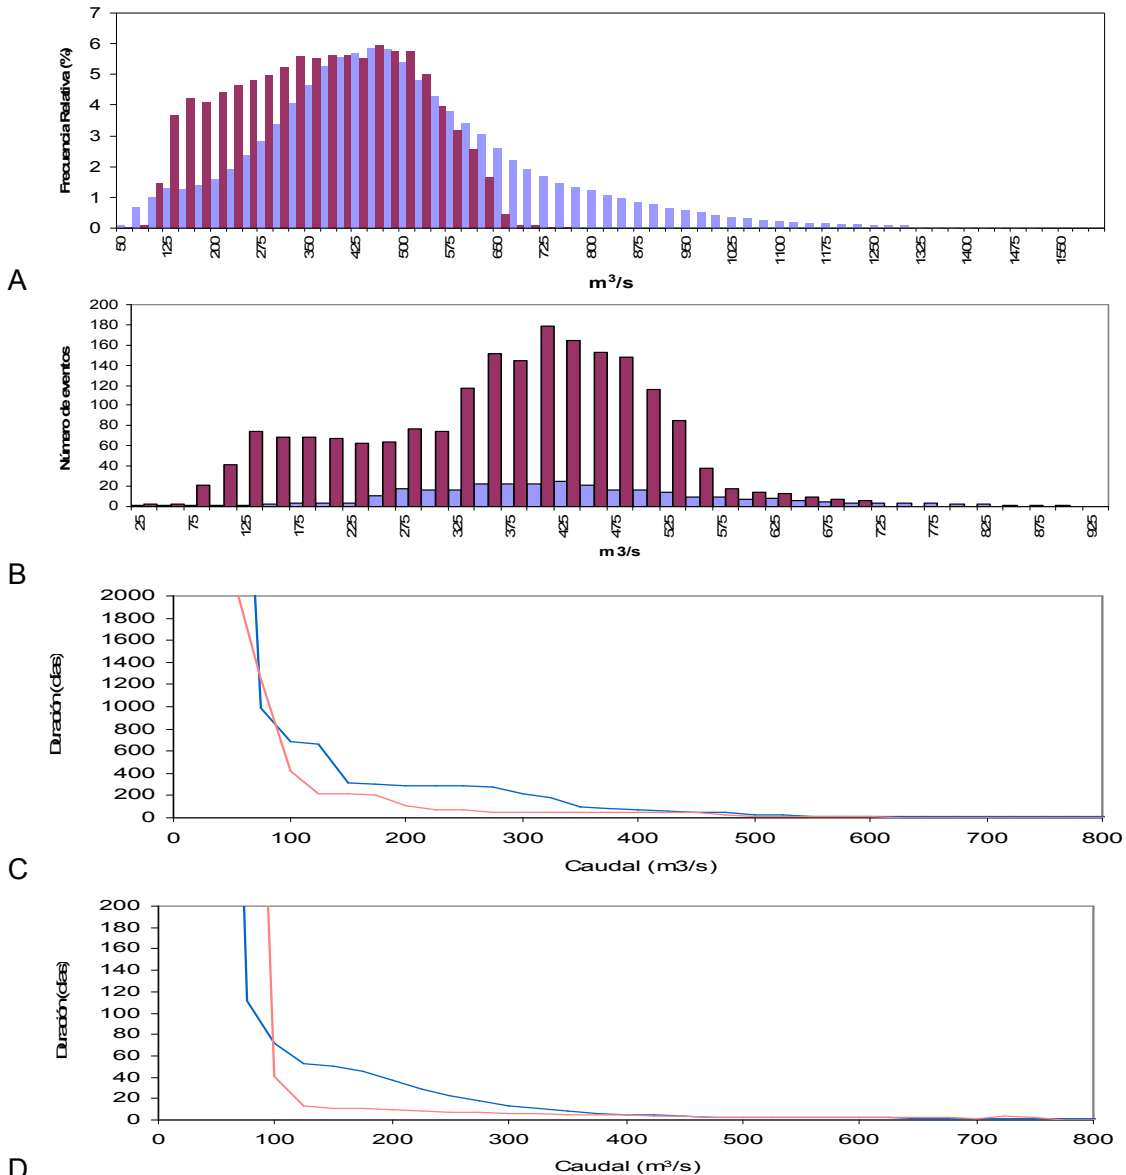 7
6
5
4
3
2
1
0
Frecuencia Relativa (%)
50 125 200 275 350 425 500 575 650 725 800 875 950 1025 1100 1175 1250 1325 1400 1475 1550
m³/s
A
200
180
160
140
120
100
80
60
40
20
0
Número de eventos
25 75 125 175 225 275 325 375 425 475 525 575 625 675 725 775 825 875 925
m3/s
B
2000
1800
1600
1400
1200
1000
800
600
400
200
0
Duración (días)
0 100 200 300 400 500 600 700 800
Caudal (m3/s)
C
200
180
160
140
120
100
80
60
40
20
0
Duración (días)
0 100 200 300 400 500 600 700 800
Caudal (m³/s)
D